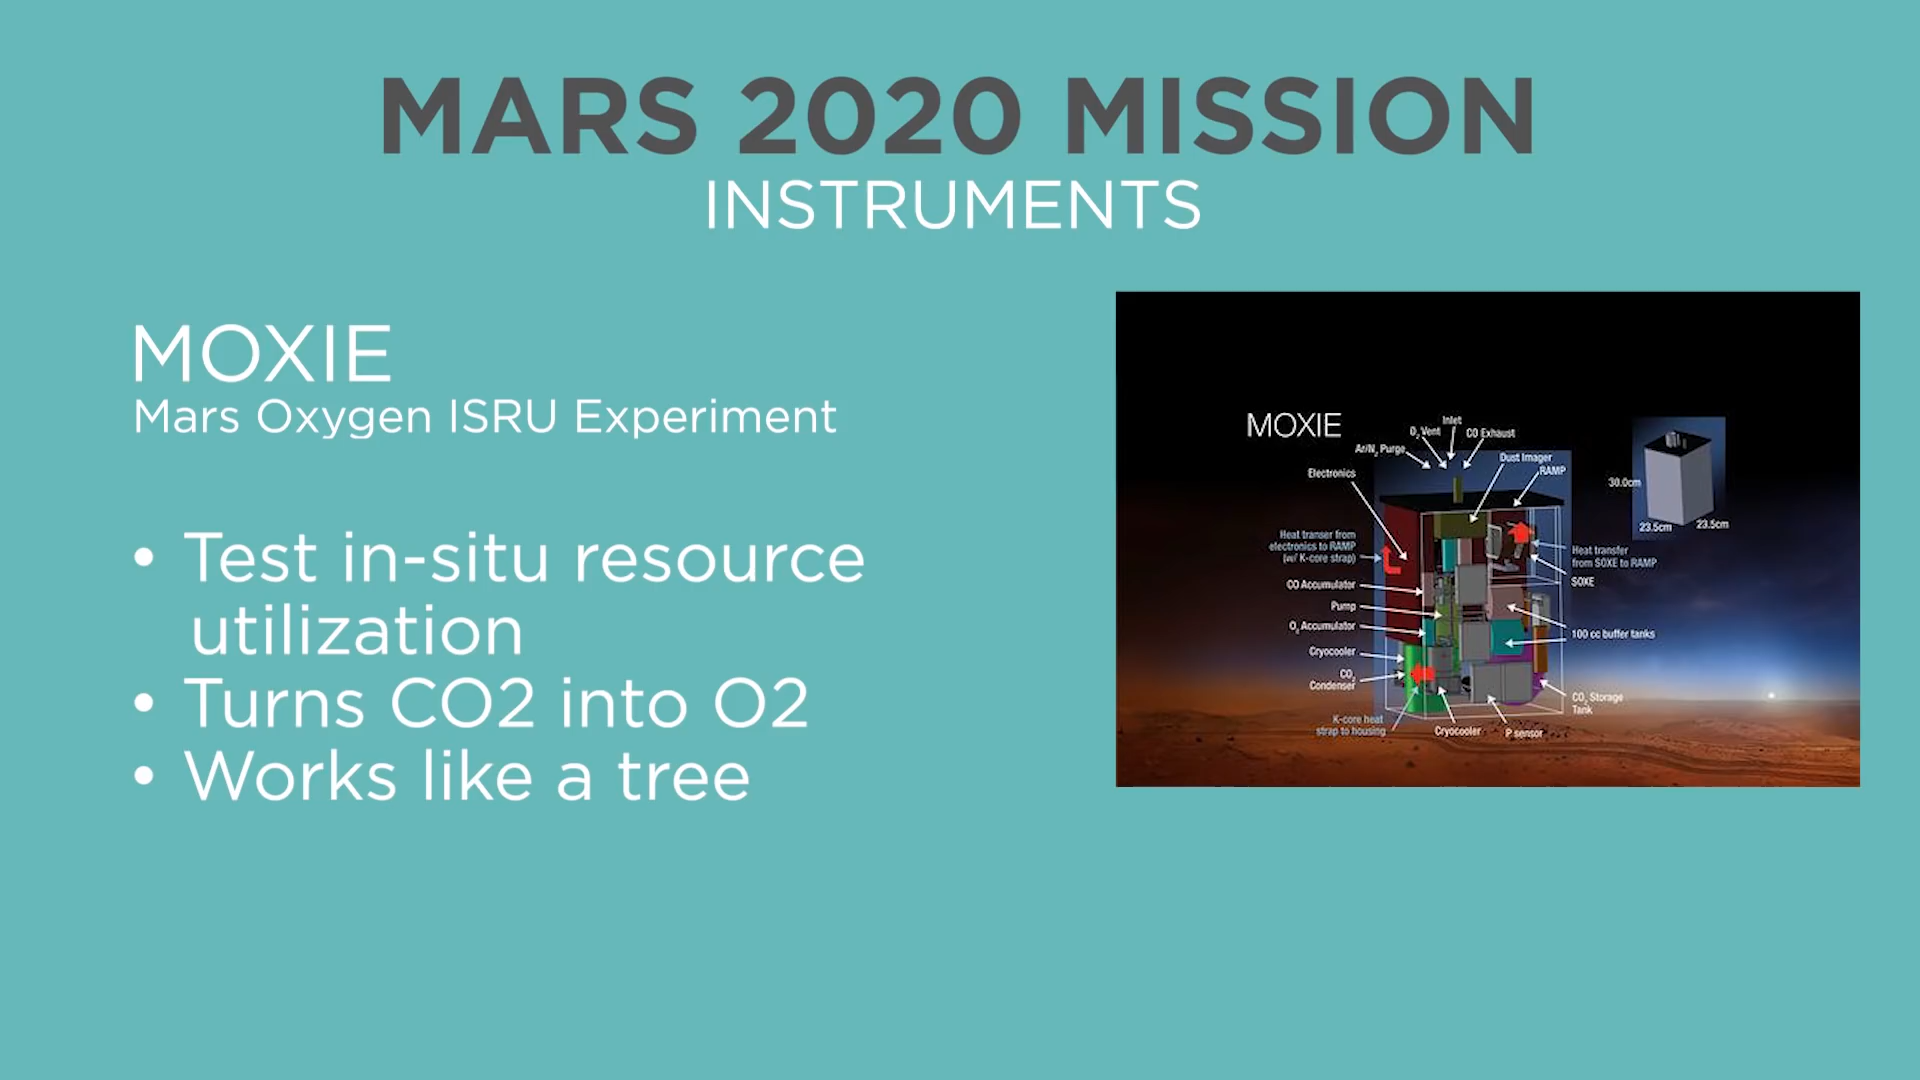 MARS 2020 MISSION
INSTRUMENTS
MOXIE
Mars Oxygen ISRU Experiment
• Test in-situ resource
utilization
• Turns CO2 into O2
• Works like a tree
MOXIE
Inlet
O₂ Vent
CO Exhaust
Ar/N₂ Purge
Dust Imager
RAMP
Electronics
30.0cm
23.5cm
23.5cm
Heat transer from
electronics to RAMP
(w/ K-core strap)
Heat transfer
from SOXE to RAMP
SOXE
CO Accumulator
Pump
O₂ Accumulator
100 cc buffer tanks
Cryocooler
CO₂
Condenser
CO₂ Storage
Tank
K-core heat
strap to housing
Cryocooler
P sensor